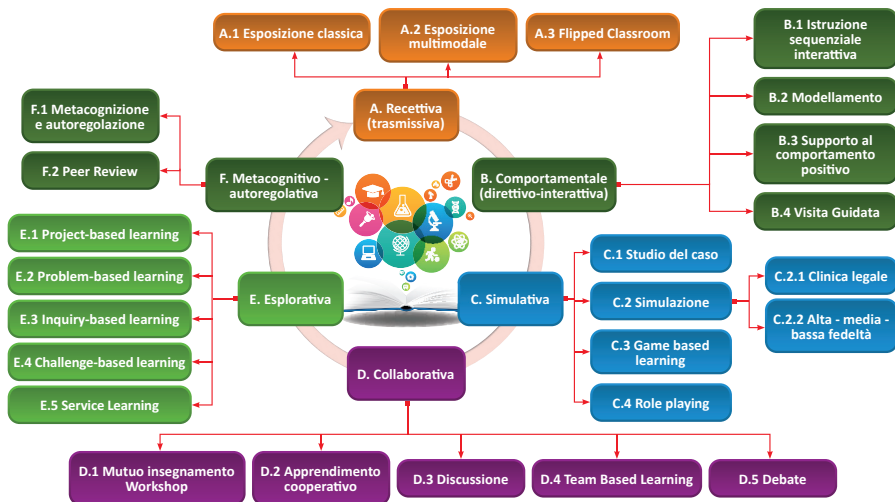 A.1 Esposizione classica
A.2 Esposizione
multimodale
A.3 Flipped Classroom
A. Recettiva
(trasmissiva)
B. Comportamentale
(direttivo-interattiva)
B.1 Istruzione
sequenziale
interattiva
B.2 Modellamento
B.3 Supporto al
comportamento
positivo
B.4 Visita Guidata
C. Simulativa
C.1 Studio del caso
C.2 Simulazione
C.2.1 Clinica legale
C.2.2 Alta - media -
bassa fedeltà
C.3 Game based
learning
C.4 Role playing
D. Collaborativa
D.1 Mutuo insegnamento
Workshop
D.2 Apprendimento
cooperativo
D.3 Discussione
D.4 Team Based Learning
D.5 Debate
E. Esplorativa
E.1 Project-based learning
E.2 Problem-based learning
E.3 Inquiry-based learning
E.4 Challenge-based learning
E.5 Service Learning
F. Metacognitivo -
autoregolativa
F.1 Metacognizione
e autoregolazione
F.2 Peer Review